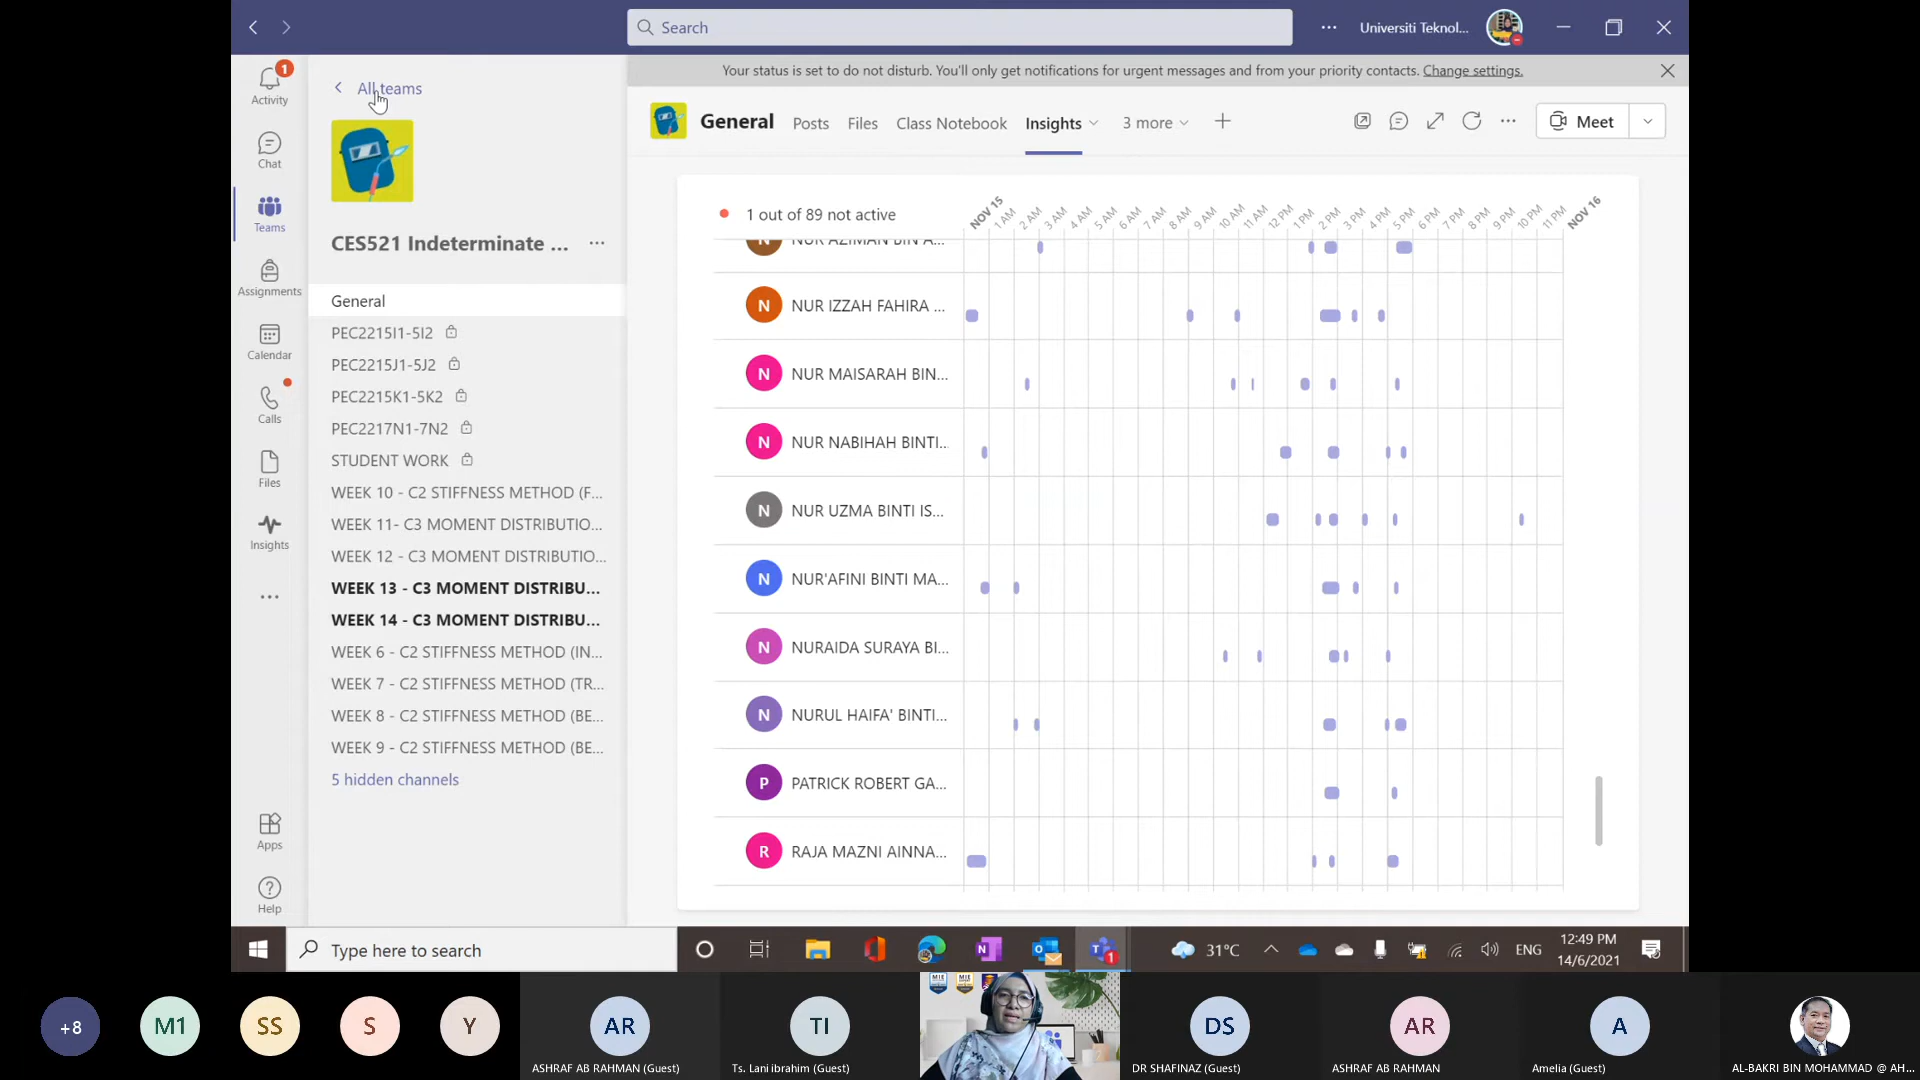 Search
Universiti Teknol...
Your status is set to do not disturb. You'll only get notifications for urgent messages and from your priority contacts. Change settings.
1
Activity
Chat
Teams
Assignments
Calendar
Calls
Files
Insights
Apps
Help
All teams
CES521 Indeterminate ...
General
PEC2215I1-5I2
PEC2215J1-5J2
PEC2215K1-5K2
PEC2217N1-7N2
STUDENT WORK
WEEK 10 - C2 STIFFNESS METHOD (F...
WEEK 11- C3 MOMENT DISTRIBUTIO...
WEEK 12 - C3 MOMENT DISTRIBUTIO...
WEEK 13 - C3 MOMENT DISTRIBU...
WEEK 14 - C3 MOMENT DISTRIBU...
WEEK 6 - C2 STIFFNESS METHOD (IN...
WEEK 7 - C2 STIFFNESS METHOD (TR...
WEEK 8 - C2 STIFFNESS METHOD (BE...
WEEK 9 - C2 STIFFNESS METHOD (BE...
5 hidden channels
General Posts Files Class Notebook Insights 3 more
Meet
1 out of 89 not active
NOV 15 1 AM 2 AM 3 AM 4 AM 5 AM 6 AM 7 AM 8 AM 9 AM 10 AM 11 AM 12 PM 1 PM 2 PM 3 PM 4 PM 5 PM 6 PM 7 PM 8 PM 9 PM 10 PM 11 PM NOV 16
N NUR AZIMAN BIN A...
N NUR IZZAH FAHIRA ...
N NUR MAISARAH BIN...
N NUR NABIHAH BINTI...
N NUR UZMA BINTI IS...
N NUR'AFINI BINTI MA...
N NURAIDA SURAYA BI...
N NURUL HAIFA' BINTI...
P PATRICK ROBERT GA...
R RAJA MAZNI AINNA...
Type here to search
1
31°C
ENG
12:49 PM
14/6/2021
+8
M1
SS
S
Y
AR
ASHRAF AB RAHMAN (Guest)
TI
Ts. Lani ibrahim (Guest)
DS
DR SHAFINAZ (Guest)
AR
ASHRAF AB RAHMAN
A
Amelia (Guest)
AL-BAKRI BIN MOHAMMAD @ AH...